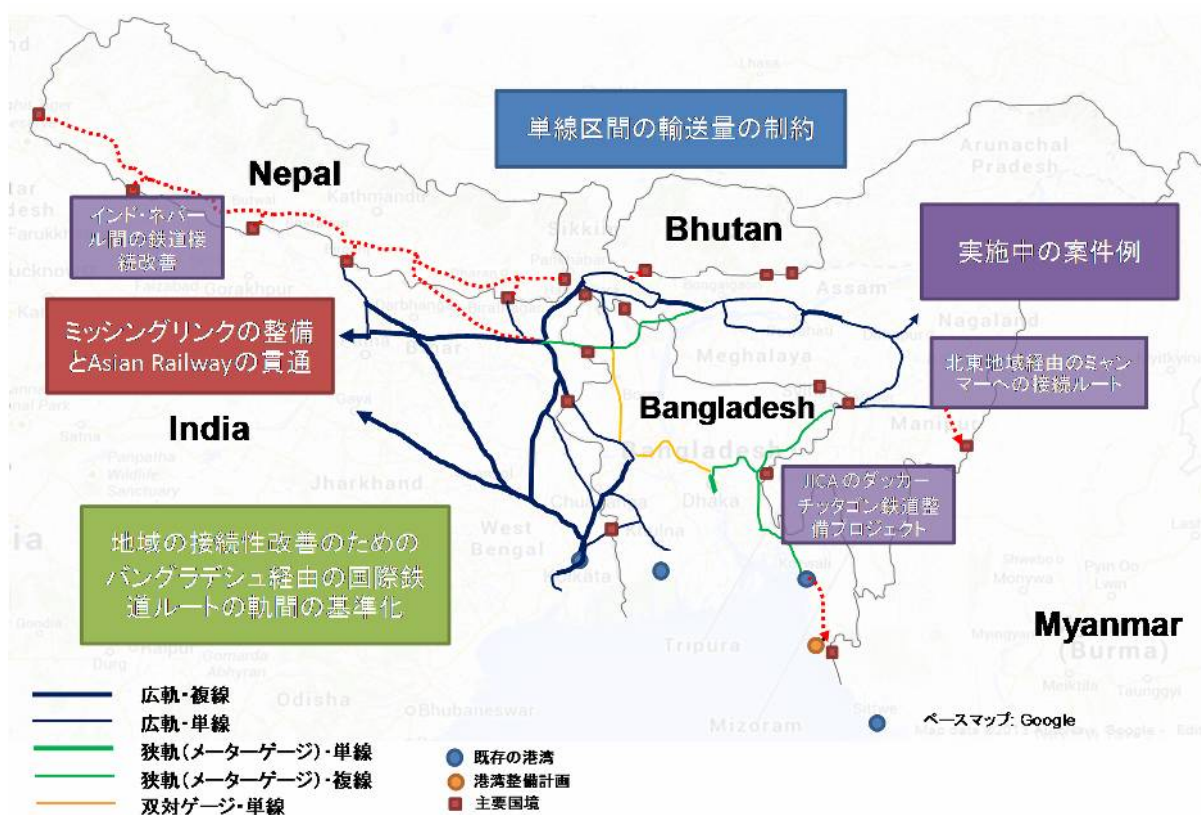 単線区間の輸送量の制約
Nepal
Kathmandu
Sikkim
Bhutan
Arunachal
Pradesh
インド・ネパー
ル間の鉄道接
続改善
Gorakhpur
Assam
実施中の案件例
Nagaland
ミッシングリンクの整備
とAsian Railwayの貫通
Bihar
Gaya
Meghalaya
北東地域経由のミャン
マーへの接続ルート
India
Bangladesh
Bangladesh
Manipur
Jharkhand
Dhaka
JICAのダッカー
チッタゴン鉄道整
備プロジェクト
West
Bengal
Khulna
Kolkata
地域の接続性改善のための
バングラデシュ経由の国際鉄
道ルートの軌間の基準化
Tripura
Myanmar
(Burma)
Taunggyi
Odisha
Bhubaneswar
Mizoram
Sittwe
広軌・複線
広軌・単線
狭軌(メーターゲージ)・単線
狭軌(メーターゲージ)・複線
双対ゲージ・単線
既存の港湾
港湾整備計画
主要国境
ベースマップ: Google